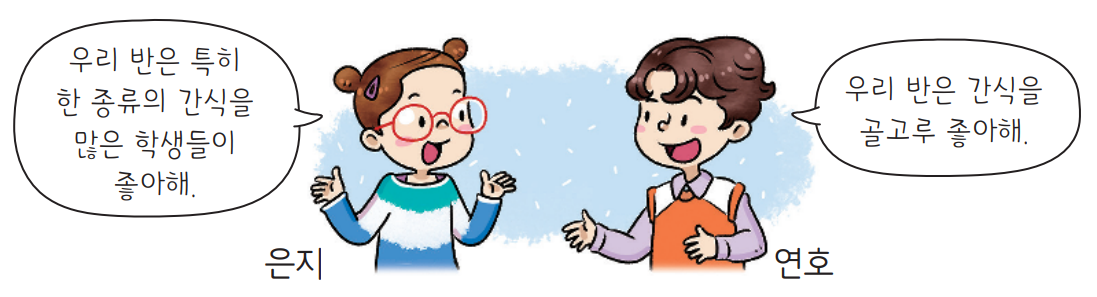 우리 반은 특히
한 종류의 간식을
많은 학생들이
좋아해.
은지
우리 반은 간식을
골고루 좋아해.
연호